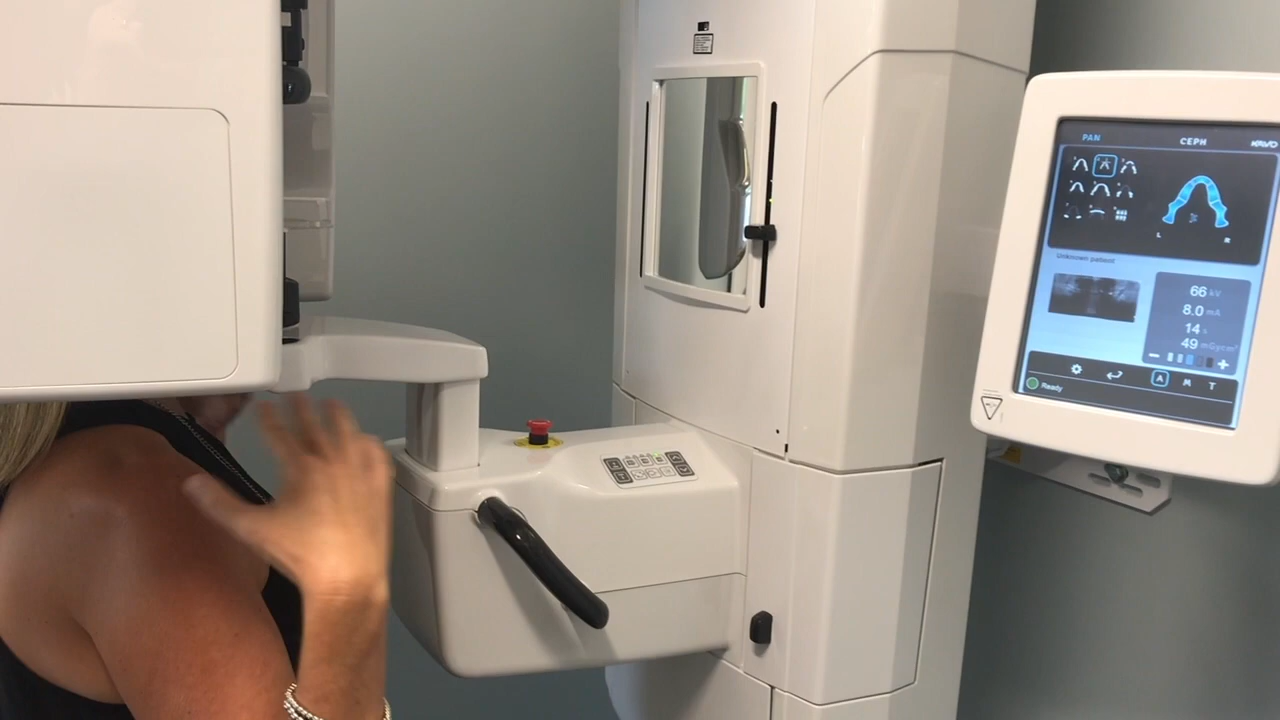 PAN CEPH KAVO
L R
Unknown patient
66 kV
8.0 mA
14 s
49 mGycm²
A M T
Ready